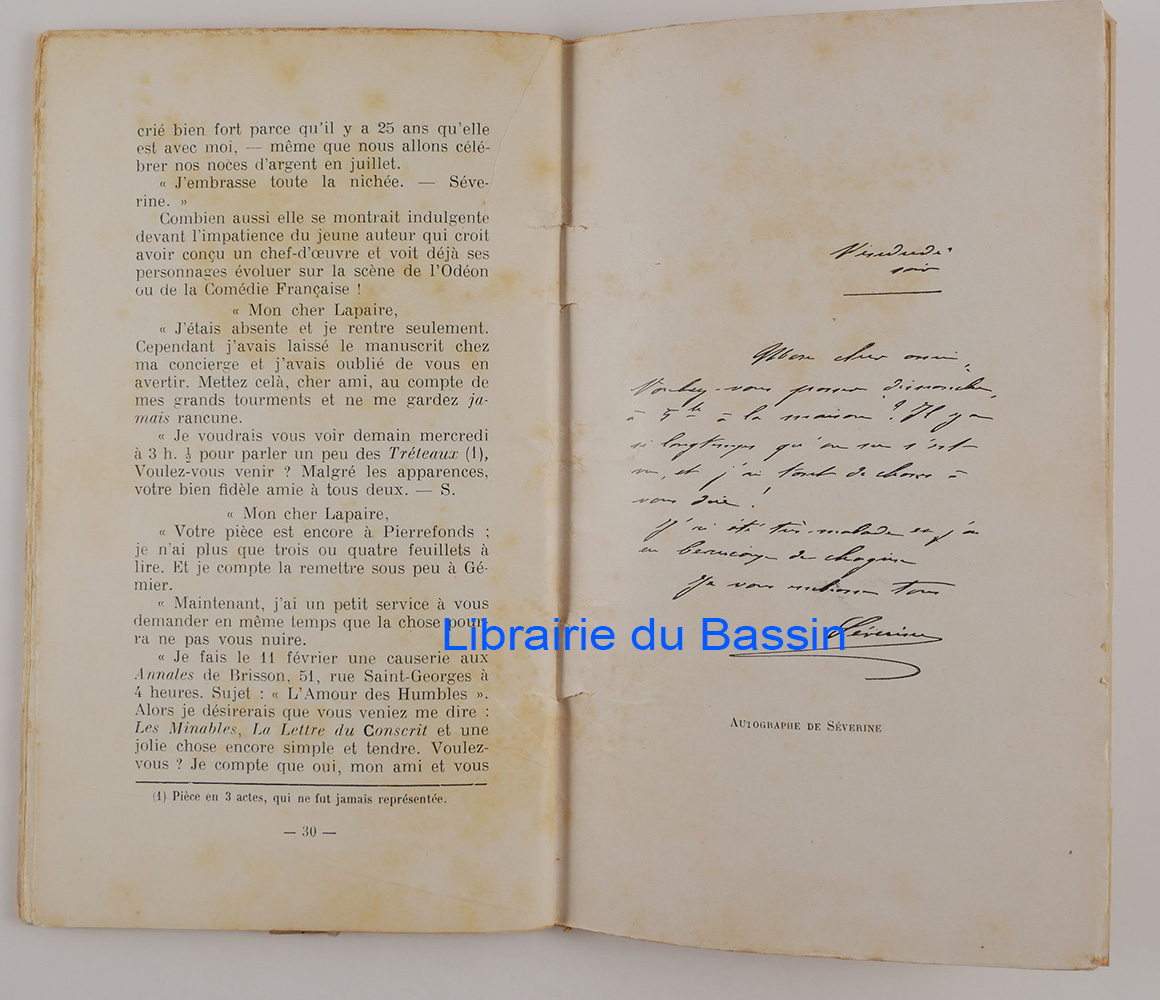 crié bien fort parce qu'il y a 25 ans qu'elle
est avec moi, — même que nous allons célé-
brer nos noces d'argent en juillet.
« J'embrasse toute la nichée. — Séve-
rine. »
Combien aussi elle se montrait indulgente
devant l'impatience du jeune auteur qui croit
avoir conçu un chef-d'œuvre et voit déjà ses
personnages évoluer sur la scène de l'Odéon
ou de la Comédie Française !
« Mon cher Lapaire,
« J'étais absente et je rentre seulement.
Cependant j'avais laissé le manuscrit chez
ma concierge et j'avais oublié de vous en
avertir. Mettez celà, cher ami, au compte de
mes grands tourments et ne me gardez ja-
mais rancune.
« Je voudrais vous voir demain mercredi
à 3 h. ½ pour parler un peu des Tréteaux (1),
Voulez-vous venir ? Malgré les apparences,
votre bien fidèle amie à tous deux. — S.
« Mon cher Lapaire,
« Votre pièce est encore à Pierrefonds ;
je n'ai plus que trois ou quatre feuillets à
lire. Et je compte la remettre sous peu à Gé-
mier.
« Maintenant, j'ai un petit service à vous
demander en même temps que la chose pour-
ra ne pas vous nuire.
« Je fais le 11 février une causerie aux
Annales de Brisson, 51, rue Saint-Georges à
4 heures. Sujet : « L'Amour des Humbles ».
Alors je désirerais que vous veniez me dire :
Les Minables, La Lettre du Conscrit et une
jolie chose encore simple et tendre. Voulez-
vous ? Je compte que oui, mon ami et vous
(1) Pièce en 3 actes, qui ne fut jamais représentée.
— 30 —
Vendredi
soir
Mon cher ami,
Voulez-vous passer dimanche,
à 5 h à la maison ? Il y a
si longtemps qu'on ne s'est
vu, et j'ai tant de choses à
vous dire !
J'ai été très malade et j'ai
eu beaucoup de chagrin
Je vous embrasse tous
Séverine
AUTOGRAPHE DE SÉVERINE
Librairie du Bassin